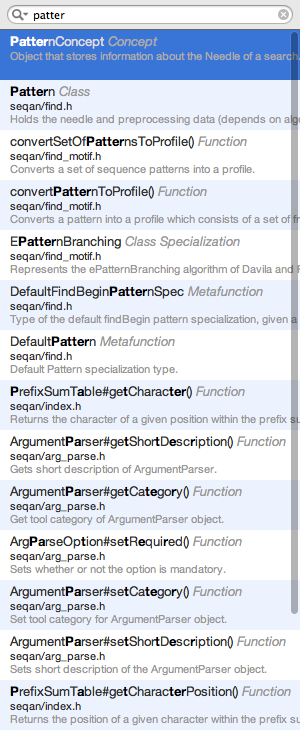 patter
PatternConcept Concept
Object that stores information about the Needle of a search.
Pattern Class
seqan/find.h
Holds the needle and preprocessing data (depends on algo
convertSetOfPatternsToProfile() Function
seqan/find_motif.h
Converts a set of sequence patterns into a profile.
convertPatternToProfile() Function
seqan/find_motif.h
Converts a pattern into a profile which consists of a set of fr
EPatternBranching Class Specialization
seqan/find_motif.h
Represents the ePatternBranching algorithm of Davila and
DefaultFindBeginPatternSpec Metafunction
seqan/find.h
Type of the default findBegin pattern specialization, given a
DefaultPattern Metafunction
seqan/find.h
Default Pattern specialization type.
PrefixSumTable#getCharacter() Function
seqan/index.h
Returns the character of a given position within the prefix su
ArgumentParser#getShortDescription() Function
seqan/arg_parse.h
Gets short description of ArgumentParser.
ArgumentParser#getCategory() Function
seqan/arg_parse.h
Get tool category of ArgumentParser object.
ArgParseOption#setRequired() Function
seqan/arg_parse.h
Sets whether or not the option is mandatory.
ArgumentParser#setCategory() Function
seqan/arg_parse.h
Set tool category for ArgumentParser object.
ArgumentParser#setShortDescription() Function
seqan/arg_parse.h
Sets short description of the ArgumentParser object.
PrefixSumTable#getCharacterPosition() Function
seqan/index.h
Returns the position of a given character within the prefix su